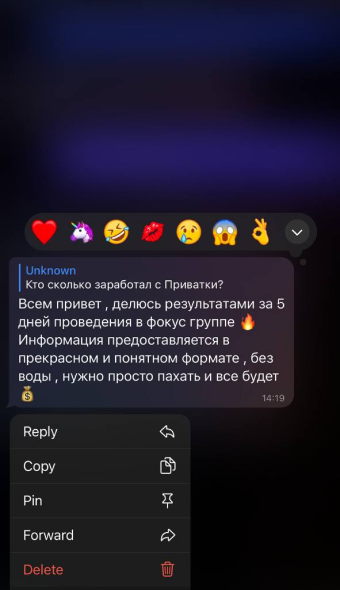 Unknown
Кто сколько заработал с Приватки?
Всем привет , делюсь результатами за 5
дней проведения в фокус группе 🔥
Информация предоставляется в
прекрасном и понятном формате , без
воды , нужно просто пахать и все будет
💰
14:19
Reply
Copy
Pin
Forward
Delete